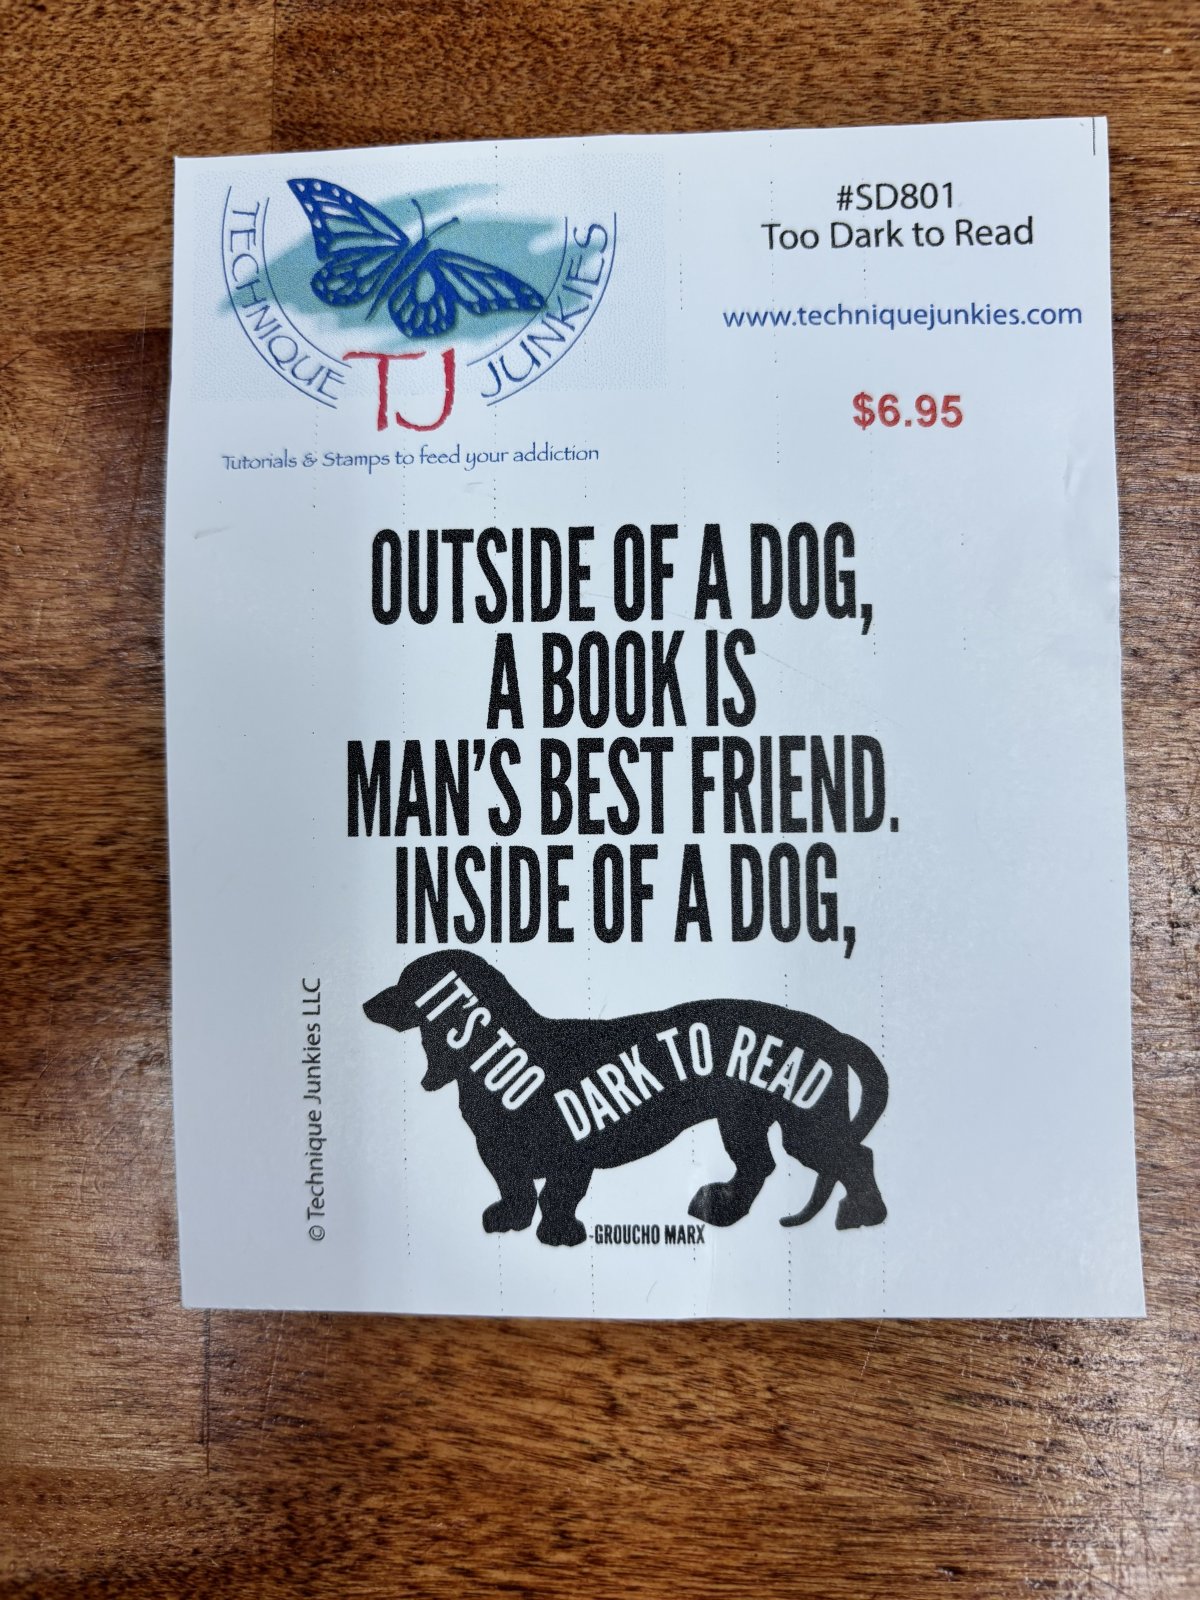 TECHNIQUE
TJ
JUNKIES
Tutorials & Stamps to feed your addiction
#SD801
Too Dark to Read
www.techniquejunkies.com
$6.95
OUTSIDE OF A DOG,
A BOOK IS
MAN'S BEST FRIEND.
INSIDE OF A DOG,
IT'S TOO DARK TO READ
-GROUCHO MARX
© Technique Junkies LLC